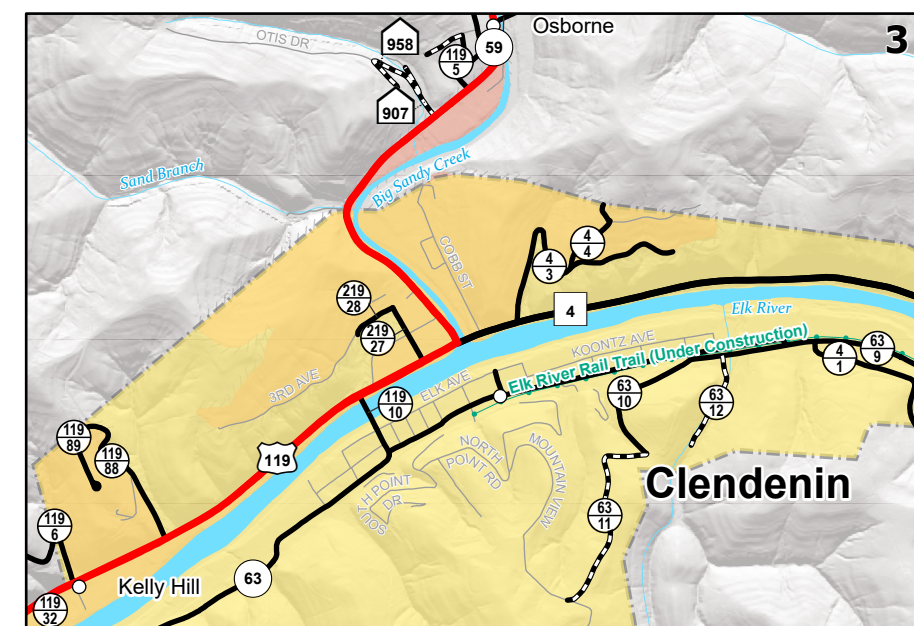 3
Osborne
OTIS DR
958
119
5
59
907
Sand Branch
Big Sandy Creek
COBB ST
4
4
4
3
219
28
4
Elk River
219
27
KOONTZ AVE
Elk River Rail Trail (Under Construction)
63
9
4
1
3RD AVE
ELK AVE
119
10
63
10
63
12
119
89
119
88
119
NORTH
POINT RD
MOUNTAIN VIEW
Clendenin
SOUTH POINT
DR
63
11
119
6
Kelly Hill
63
119
32